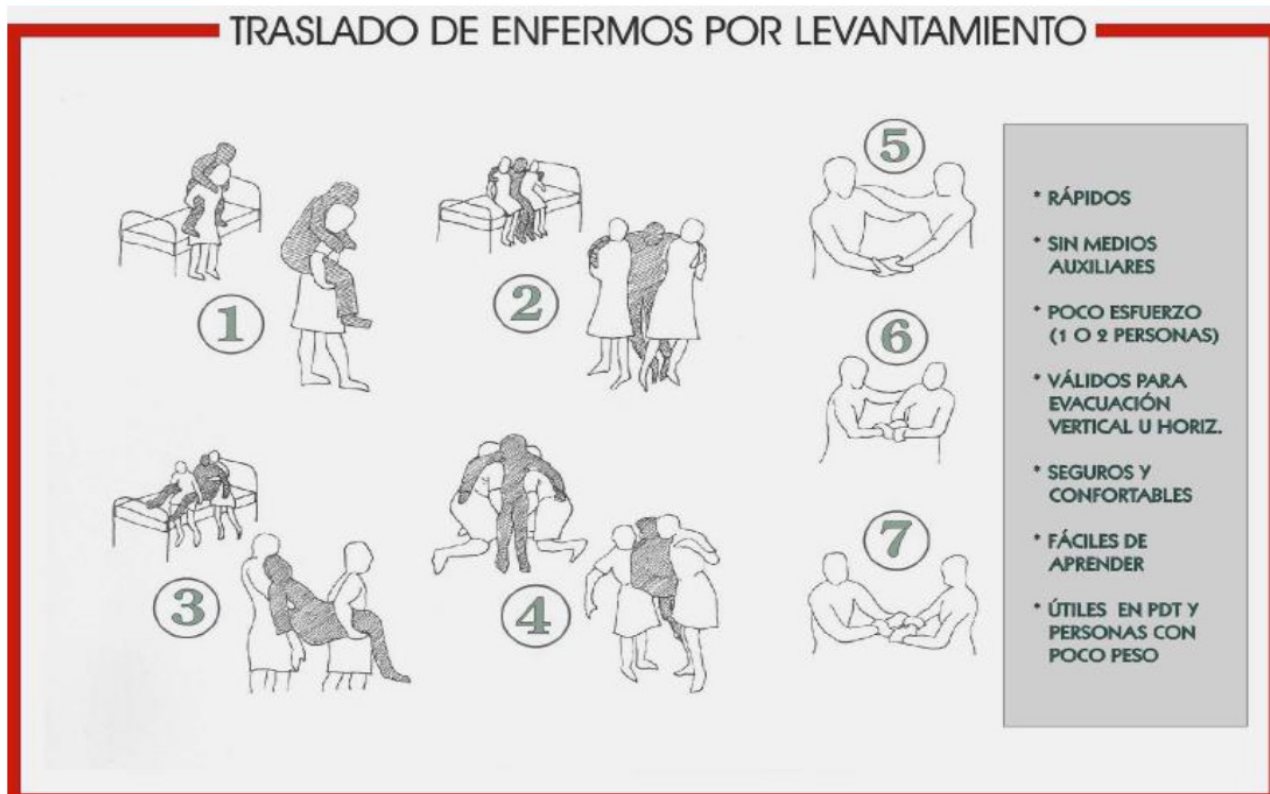 TRASLADO DE ENFERMOS POR LEVANTAMIENTO
1
2
3
4
5
6
7
* RÁPIDOS
* SIN MEDIOS
AUXILIARES
* POCO ESFUERZO
(1 O 2 PERSONAS)
* VÁLIDOS PARA
EVACUACIÓN
VERTICAL U HORIZ.
* SEGUROS Y
CONFORTABLES
* FÁCILES DE
APRENDER
* ÚTILES EN PDT Y
PERSONAS CON
POCO PESO